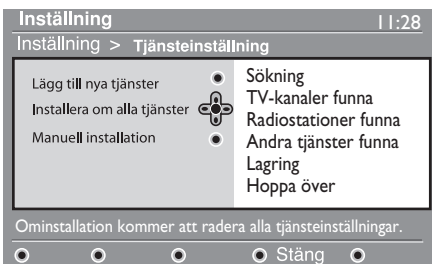 Inställning 11:28
Inställning > Tjänsteinställning
Lägg till nya tjänster
Installera om alla tjänster
Manuell installation
Sökning
TV-kanaler funna
Radiostationer funna
Andra tjänster funna
Lagring
Hoppa över
Ominstallation kommer att radera alla tjänsteinställningar.
Stäng